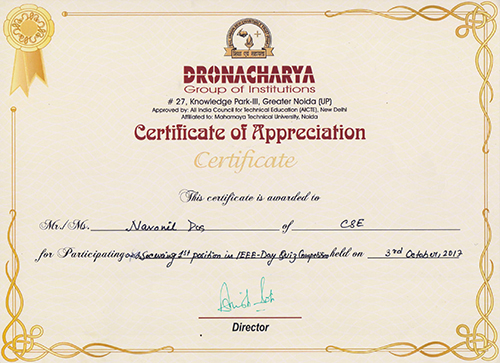 DRONACHARYA
Group of Institutions
# 27, Knowledge Park-III, Greater Noida (UP)
Approved by: All India Council for Technical Education (AICTE), New Delhi
Affiliated to: Mahamaya Technical University, Noida
Certificate of Appreciation
Certificate
This certificate is awarded to
Mr./Ms. Navonil Das of CSE
for Participating & Securing 1st position in IEEE-Day Quiz Competition held on 3rd October, 2017
Director